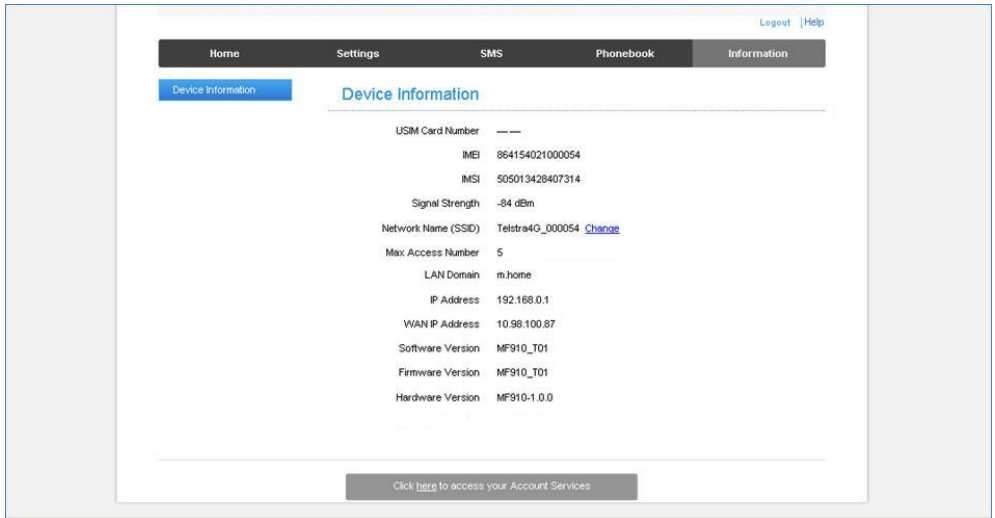 Logout | Help
Home Settings SMS Phonebook Information
Device Information
Device Information
USIM Card Number — —
IMEI 864154021000054
IMSI 505013428407314
Signal Strength -84 dBm
Network Name (SSID) Telstra4G_000054 Change
Max Access Number 5
LAN Domain m.home
IP Address 192.168.0.1
WAN IP Address 10.98.100.87
Software Version MF910_T01
Firmware Version MF910_T01
Hardware Version MF910-1.0.0
Click here to access your Account Services